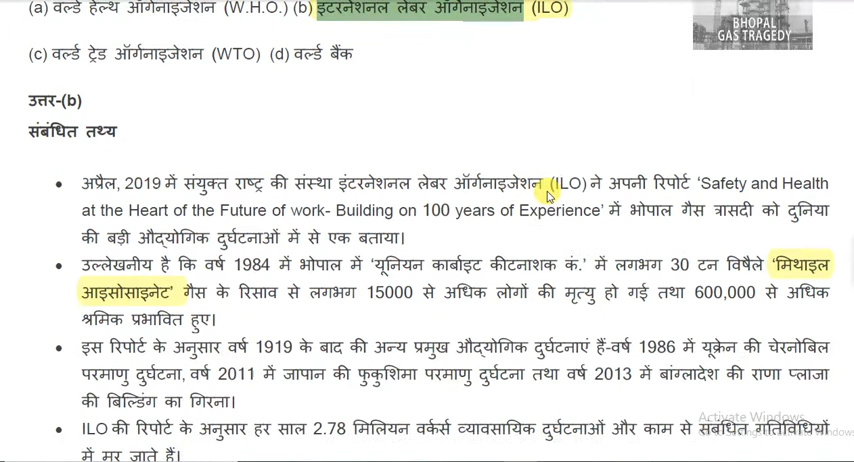 (a) वर्ल्ड हेल्थ ऑर्गनाइजेशन (W.H.O.) (b) इंटरनेशनल लेबर ऑर्गनाइजेशन (ILO)
BHOPAL
GAS TRAGEDY
(c) वर्ल्ड ट्रेड ऑर्गनाइजेशन (WTO) (d) वर्ल्ड बैंक
उत्तर-(b)
संबंधित तथ्य
• अप्रैल, 2019 में संयुक्त राष्ट्र की संस्था इंटरनेशनल लेबर ऑर्गनाइजेशन (ILO) ने अपनी रिपोर्ट ‘Safety and Health
at the Heart of the Future of work- Building on 100 years of Experience’ में भोपाल गैस त्रासदी को दुनिया
की बड़ी औद्योगिक दुर्घटनाओं में से एक बताया।
• उल्लेखनीय है कि वर्ष 1984 में भोपाल में ‘यूनियन कार्बाइट कीटनाशक कं.’ में लगभग 30 टन विषैले ‘मिथाइल
आइसोसाइनेट’ गैस के रिसाव से लगभग 15000 से अधिक लोगों की मृत्यु हो गई तथा 600,000 से अधिक
श्रमिक प्रभावित हुए।
• इस रिपोर्ट के अनुसार वर्ष 1919 के बाद की अन्य प्रमुख औद्योगिक दुर्घटनाएं हैं-वर्ष 1986 में यूक्रेन की चेरनोबिल
परमाणु दुर्घटना, वर्ष 2011 में जापान की फुकुशिमा परमाणु दुर्घटना तथा वर्ष 2013 में बांग्लादेश की राणा प्लाजा
की बिल्डिंग का गिरना।
Activate Windows
• ILO की रिपोर्ट के अनुसार हर साल 2.78 मिलियन वर्कर्स व्यावसायिक दुर्घटनाओं और काम से संबंधित गतिविधियों
में मर जाते हैं।